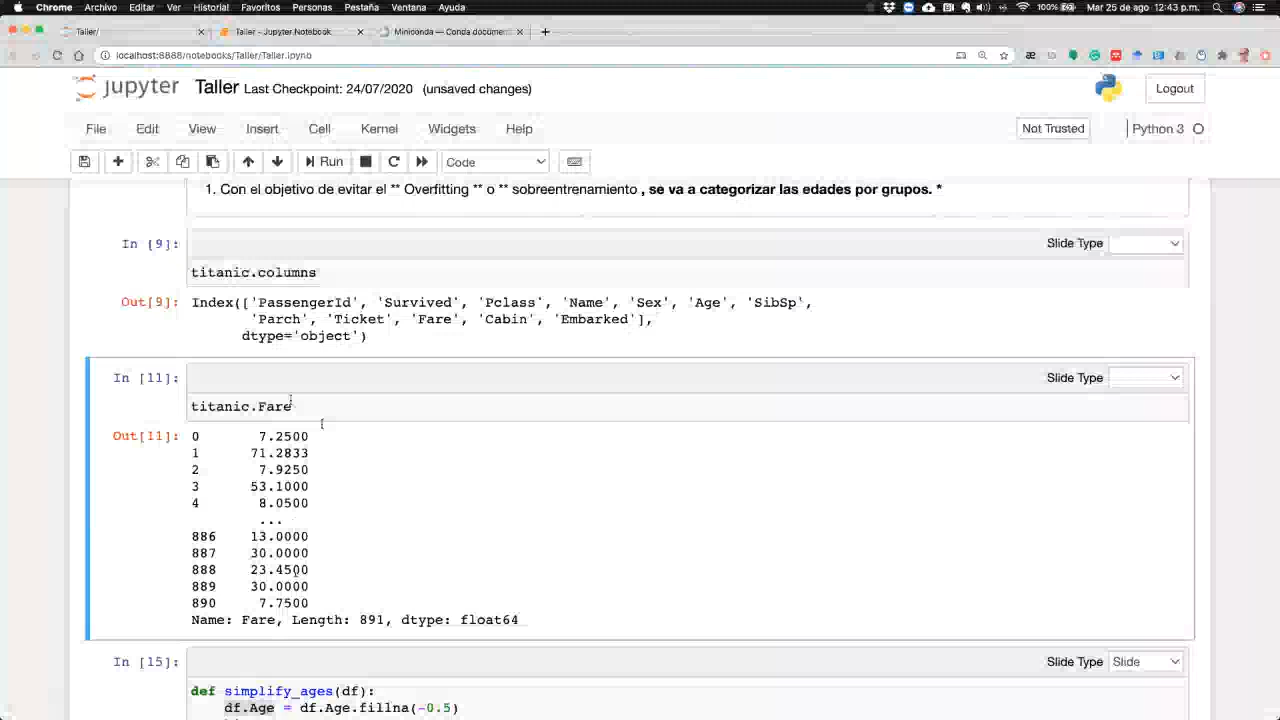 Chrome Archivo Editar Ver Historial Favoritos Personas Pestaña Ventana Ayuda 100% Mar 25 de ago 12:43 p.m.
Taller/ Taller - Jupyter Notebook Miniconda — Conda documen
localhost:8888/notebooks/Taller/Taller.ipynb
jupyter Taller Last Checkpoint: 24/07/2020 (unsaved changes) Logout
File Edit View Insert Cell Kernel Widgets Help Not Trusted Python 3
Run Code
1. Con el objetivo de evitar el ** Overfitting ** o ** sobreentrenamiento , se va a categorizar las edades por grupos. *
In [9]: Slide Type
titanic.columns
Out[9]: Index(['PassengerId', 'Survived', 'Pclass', 'Name', 'Sex', 'Age', 'SibSp',
'Parch', 'Ticket', 'Fare', 'Cabin', 'Embarked'],
dtype='object')
In [11]: Slide Type
titanic.Fare
Out[11]: 0 7.2500
1 71.2833
2 7.9250
3 53.1000
4 8.0500
...
886 13.0000
887 30.0000
888 23.4500
889 30.0000
890 7.7500
Name: Fare, Length: 891, dtype: float64
In [15]: Slide Type Slide
def simplify_ages(df):
df.Age = df.Age.fillna(-0.5)